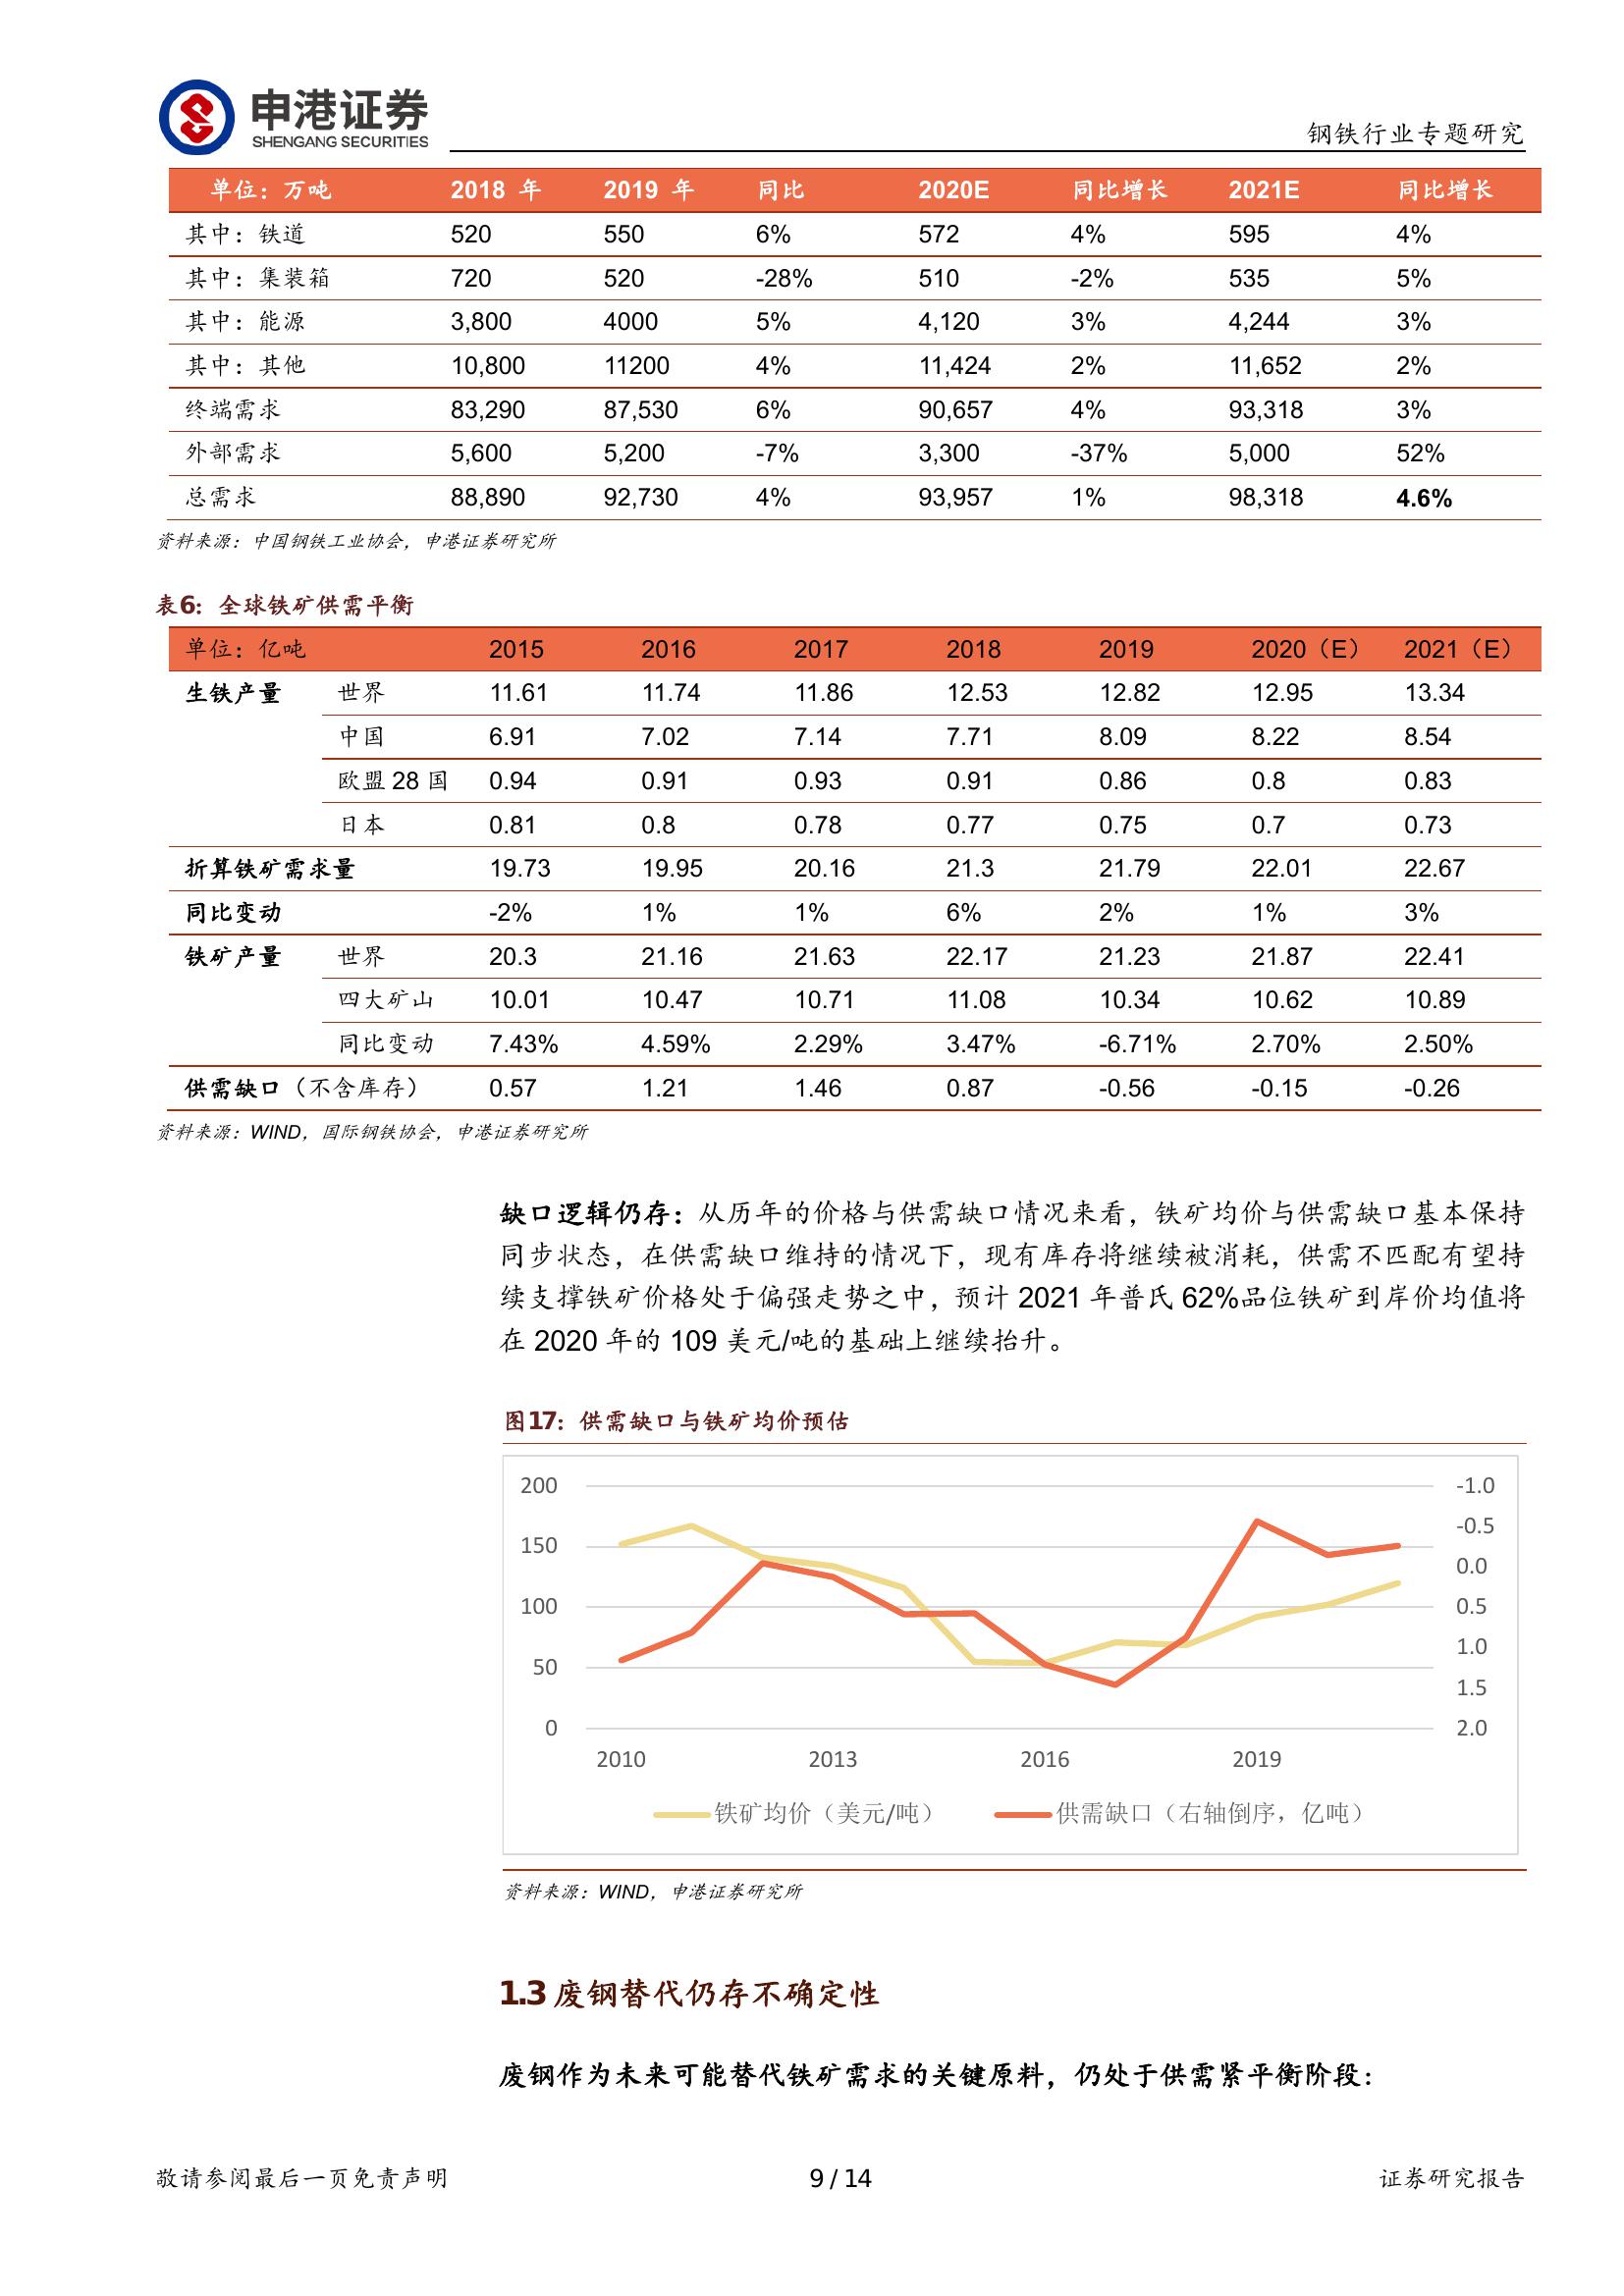 申港证券
SHENGANG SECURITIES
钢铁行业专题研究
单位：万吨 2018 年 2019 年 同比 2020E 同比增长 2021E 同比增长
其中：铁道 520 550 6% 572 4% 595 4%
其中：集装箱 720 520 -28% 510 -2% 535 5%
其中：能源 3,800 4000 5% 4,120 3% 4,244 3%
其中：其他 10,800 11200 4% 11,424 2% 11,652 2%
终端需求 83,290 87,530 6% 90,657 4% 93,318 3%
外部需求 5,600 5,200 -7% 3,300 -37% 5,000 52%
总需求 88,890 92,730 4% 93,957 1% 98,318 4.6%
资料来源：中国钢铁工业协会，申港证券研究所
表6：全球铁矿供需平衡
单位：亿吨 2015 2016 2017 2018 2019 2020（E） 2021（E）
生铁产量 世界 11.61 11.74 11.86 12.53 12.82 12.95 13.34
中国 6.91 7.02 7.14 7.71 8.09 8.22 8.54
欧盟 28 国 0.94 0.91 0.93 0.91 0.86 0.8 0.83
日本 0.81 0.8 0.78 0.77 0.75 0.7 0.73
折算铁矿需求量 19.73 19.95 20.16 21.3 21.79 22.01 22.67
同比变动 -2% 1% 1% 6% 2% 1% 3%
铁矿产量 世界 20.3 21.16 21.63 22.17 21.23 21.87 22.41
四大矿山 10.01 10.47 10.71 11.08 10.34 10.62 10.89
同比变动 7.43% 4.59% 2.29% 3.47% -6.71% 2.70% 2.50%
供需缺口（不含库存） 0.57 1.21 1.46 0.87 -0.56 -0.15 -0.26
资料来源：WIND，国际钢铁协会，申港证券研究所
缺口逻辑仍存：从历年的价格与供需缺口情况来看，铁矿均价与供需缺口基本保持
同步状态，在供需缺口维持的情况下，现有库存将继续被消耗，供需不匹配有望持
续支撑铁矿价格处于偏强走势之中，预计 2021 年普氏 62%品位铁矿到岸价均值将
在 2020 年的 109 美元/吨的基础上继续抬升。
图17：供需缺口与铁矿均价预估
200 -1.0
-0.5
150
0.0
100 0.5
1.0
50
1.5
0 2.0
2010 2013 2016 2019
铁矿均价（美元/吨） 供需缺口（右轴倒序，亿吨）
资料来源：WIND，申港证券研究所
1.3 废钢替代仍存不确定性
废钢作为未来可能替代铁矿需求的关键原料，仍处于供需紧平衡阶段：
敬请参阅最后一页免责声明 9 / 14 证券研究报告